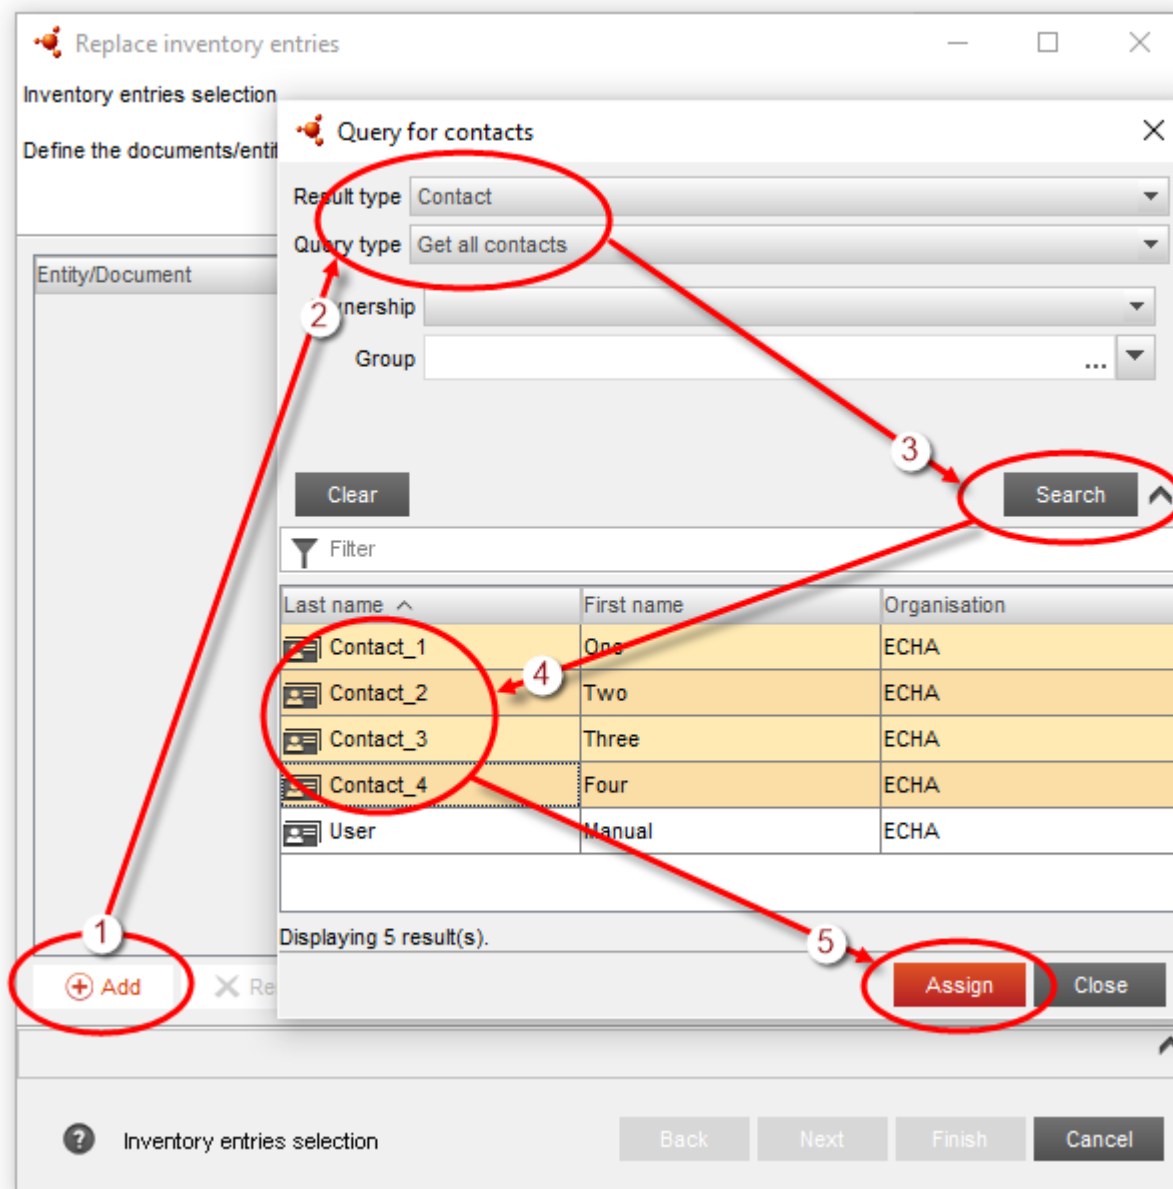 Replace inventory entries
Inventory entries selection
Define the documents/entit
Query for contacts
Result type Contact
Query type Get all contacts
Entity/Document
2 nership
Group ...
3
Clear Search
Filter
Last name First name Organisation
Contact_1 One ECHA
4
Contact_2 Two ECHA
Contact_3 Three ECHA
Contact_4 Four ECHA
User Manual ECHA
1
Displaying 5 result(s).
5
Add Re Assign Close
? Inventory entries selection Back Next Finish Cancel